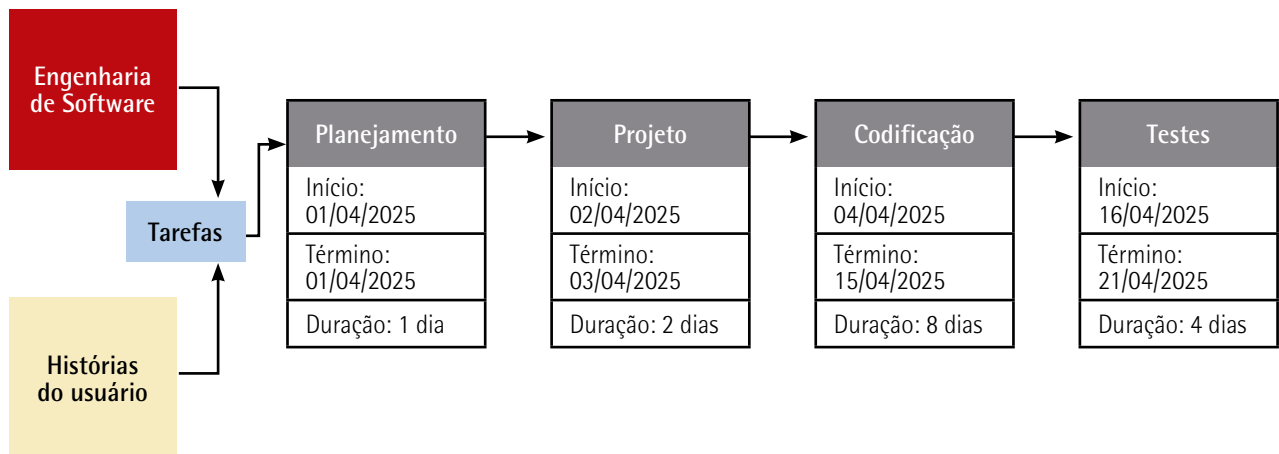 Engenharia
de Software
Tarefas
Histórias
do usuário
Planejamento
Início:
01/04/2025
Término:
01/04/2025
Duração: 1 dia
Projeto
Início:
02/04/2025
Término:
03/04/2025
Duração: 2 dias
Codificação
Início:
04/04/2025
Término:
15/04/2025
Duração: 8 dias
Testes
Início:
16/04/2025
Término:
21/04/2025
Duração: 4 dias